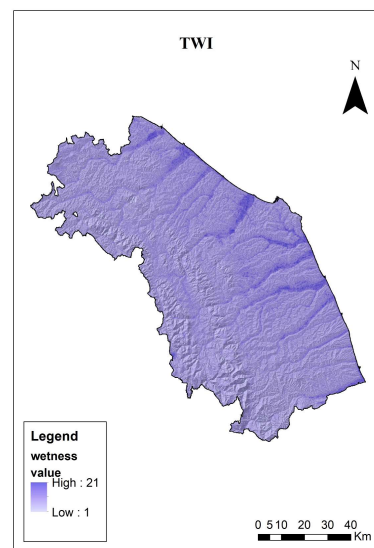 TWI
N
Legend
wetness
value
High : 21
Low : 1
0 5 10 20 30 40
Km